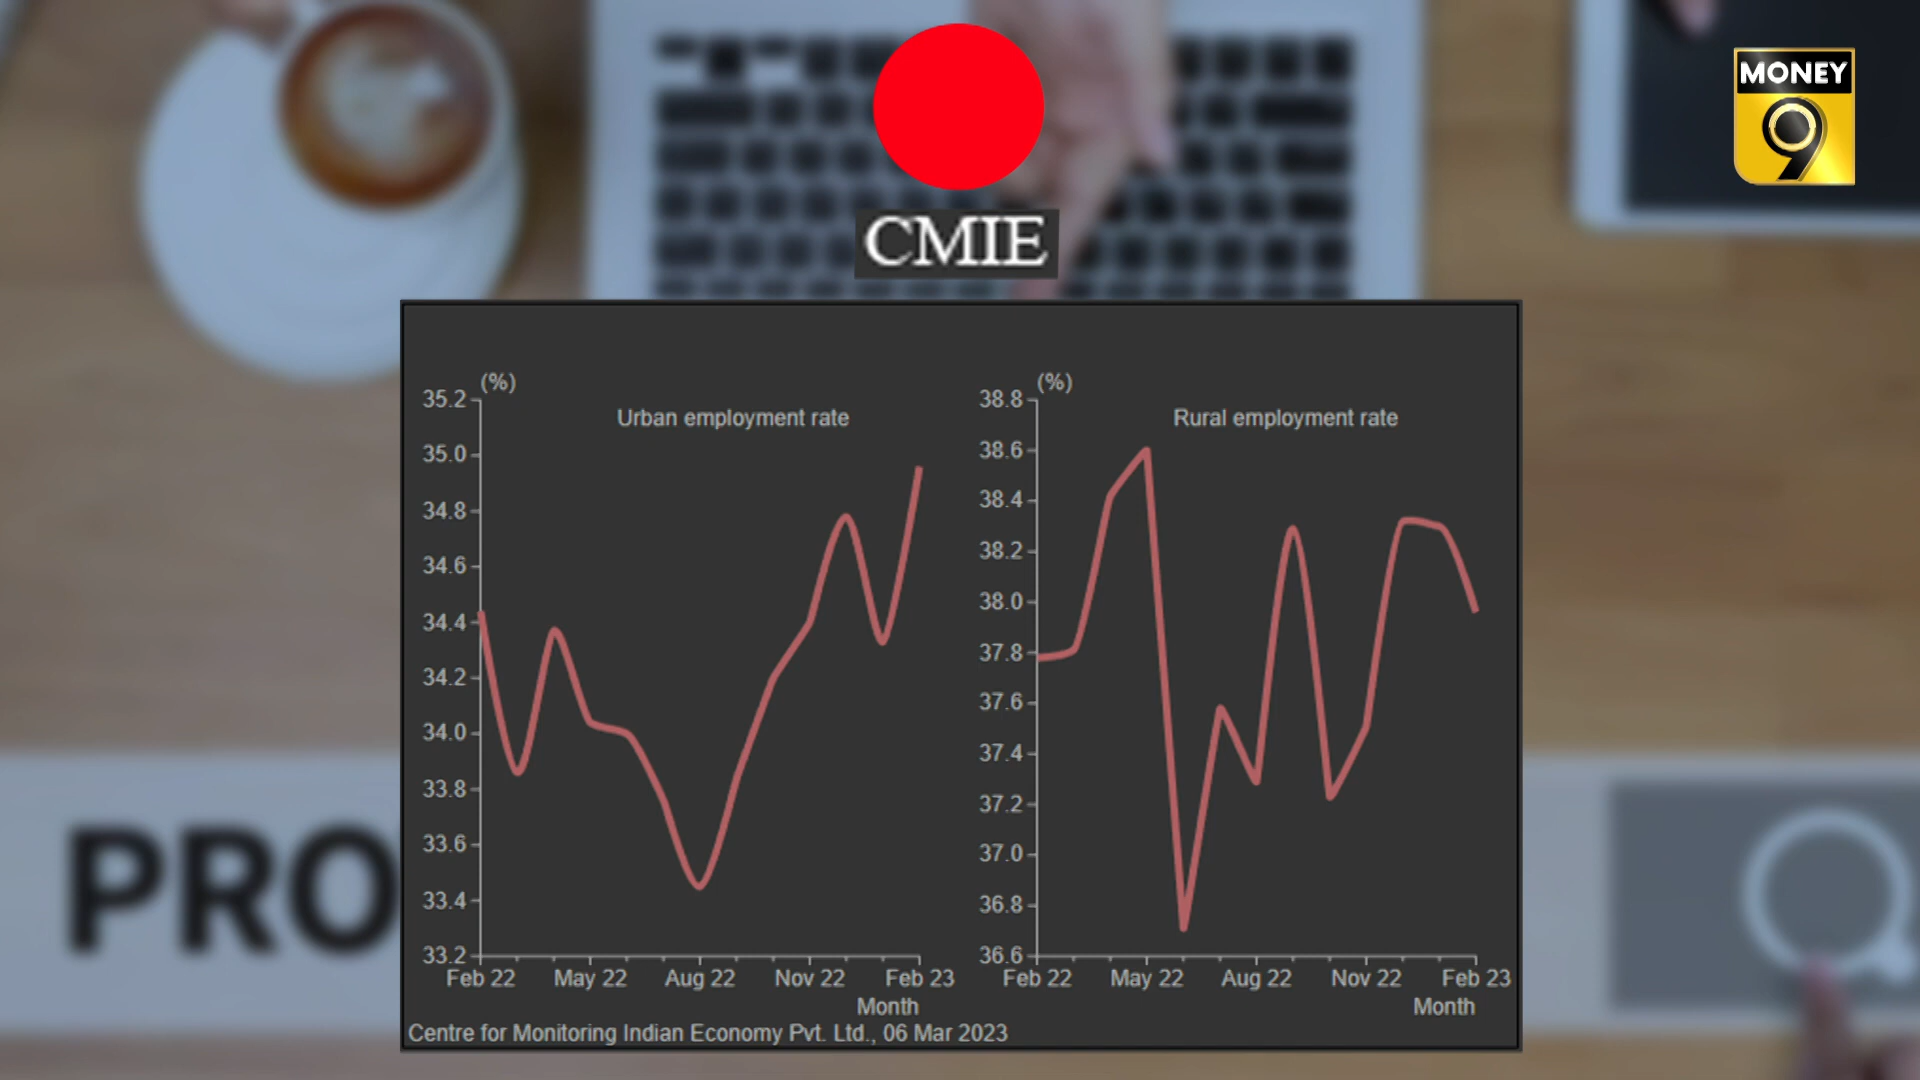 MONEY
9
CMIE
(%)
Urban employment rate
35.2
35.0
34.8
34.6
34.4
34.2
34.0
33.8
33.6
33.4
33.2
Feb 22 May 22 Aug 22 Nov 22 Feb 23
Month
(%)
Rural employment rate
38.8
38.6
38.4
38.2
38.0
37.8
37.6
37.4
37.2
37.0
36.8
36.6
Feb 22 May 22 Aug 22 Nov 22 Feb 23
Month
Centre for Monitoring Indian Economy Pvt. Ltd., 06 Mar 2023
PRO